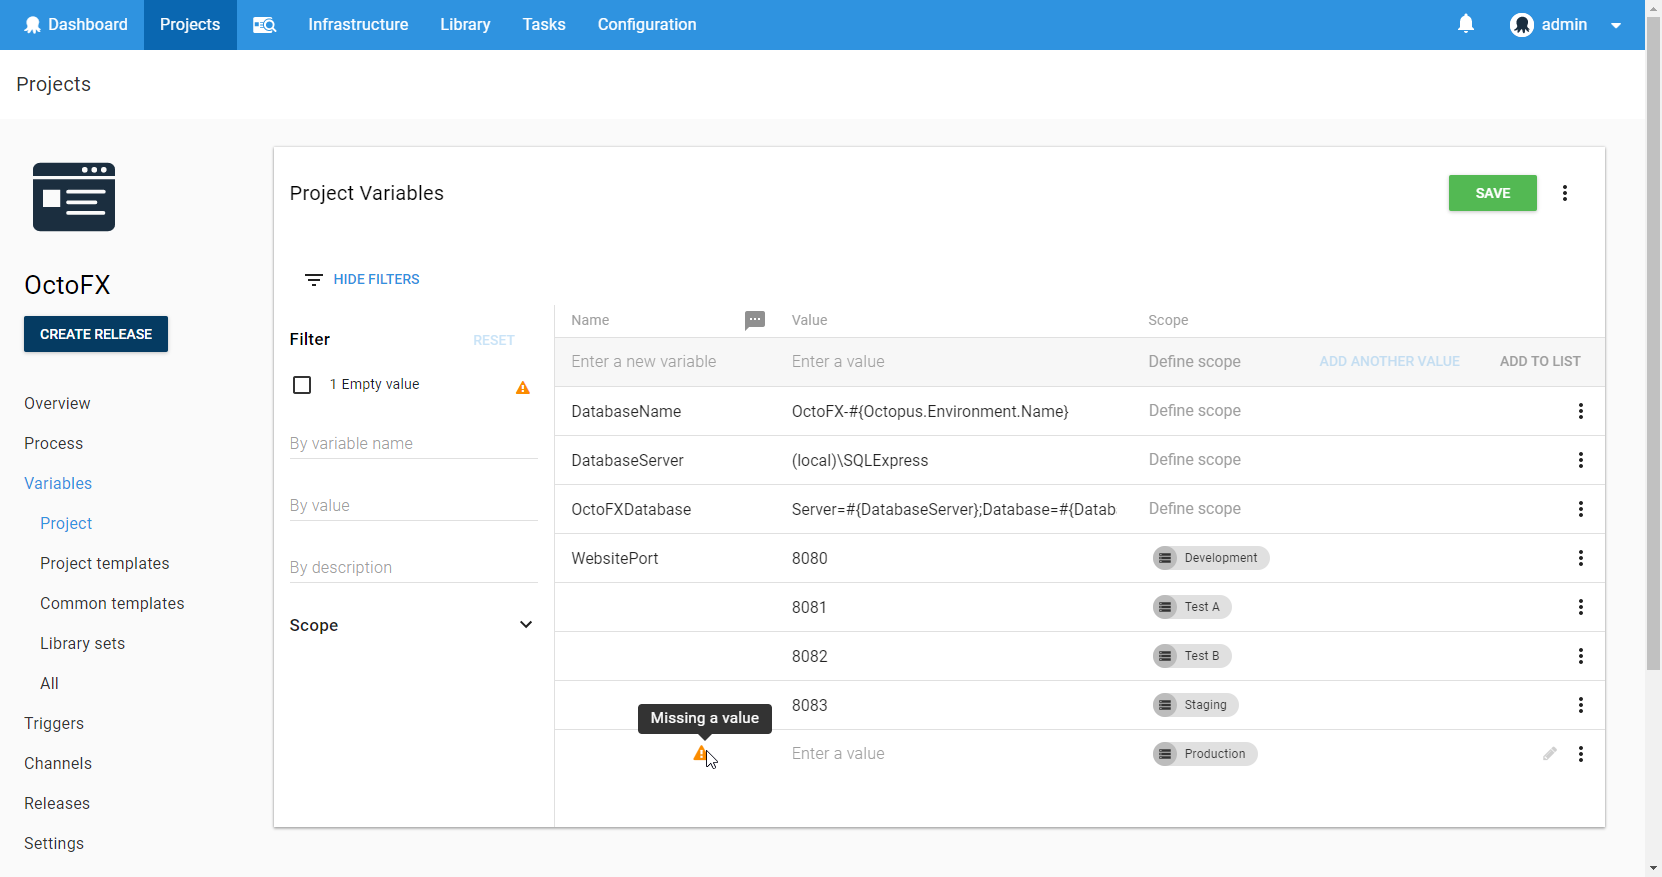 Dashboard Projects Infrastructure Library Tasks Configuration admin
Projects
OctoFX
CREATE RELEASE
Overview
Process
Variables
Project
Project templates
Common templates
Library sets
All
Triggers
Channels
Releases
Settings
Project Variables SAVE
HIDE FILTERS
Filter RESET
1 Empty value
By variable name
By value
By description
Scope
Name Value Scope
Enter a new variable Enter a value Define scope ADD ANOTHER VALUE ADD TO LIST
DatabaseName OctoFX-#{Octopus.Environment.Name} Define scope
DatabaseServer (local)\SQLExpress Define scope
OctoFXDatabase Server=#{DatabaseServer};Database=#{Datab Define scope
WebsitePort 8080 Development
8081 Test A
8082 Test B
8083 Staging
Missing a value
Enter a value Production